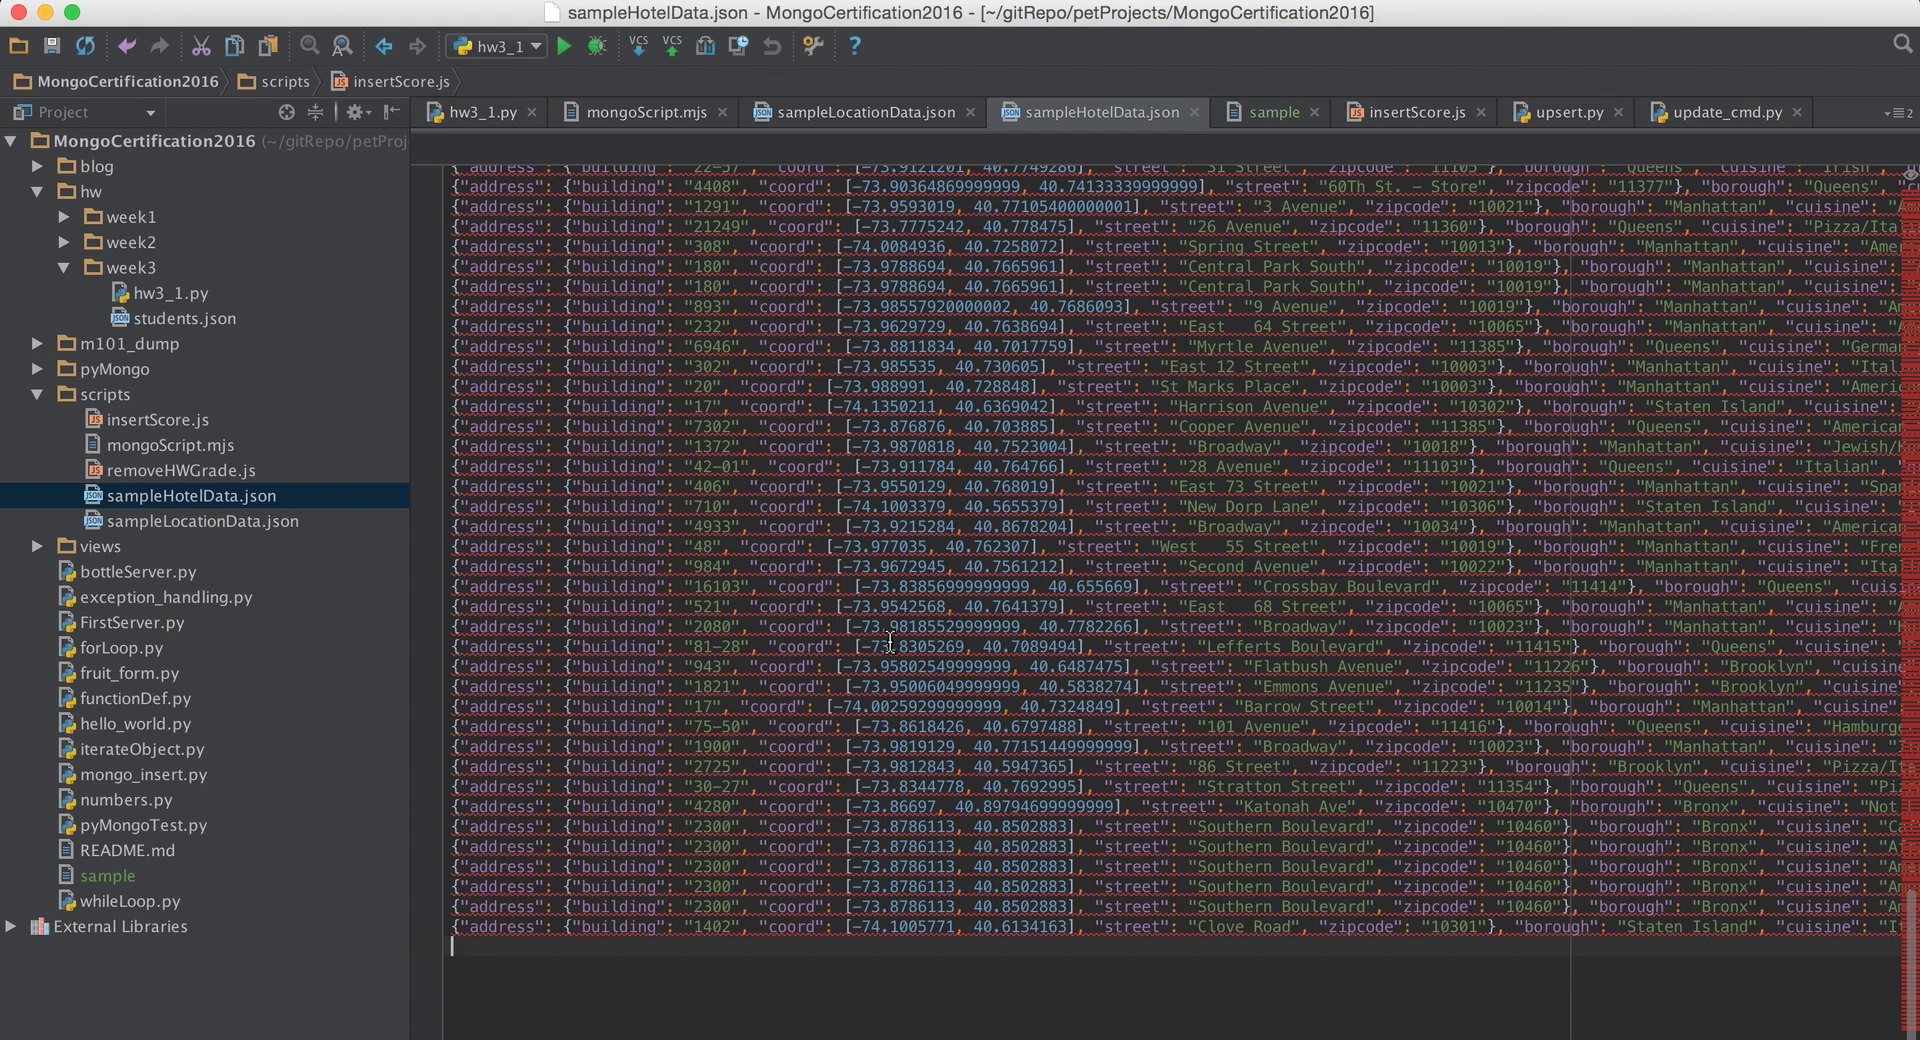 sampleHotelData.json - MongoCertification2016 - [~/gitRepo/petProjects/MongoCertification2016]
hw3_1
VCS VCS ?
MongoCertification2016 scripts insertScore.js
Project
hw3_1.py mongoScript.mjs sampleLocationData.json sampleHotelData.json sample insertScore.js upsert.py update_cmd.py 2
MongoCertification2016 (~/gitRepo/petProj
blog
hw
week1
week2
week3
hw3_1.py
students.json
m101_dump
pyMongo
scripts
insertScore.js
mongoScript.mjs
removeHWGrade.js
sampleHotelData.json
sampleLocationData.json
views
bottleServer.py
exception_handling.py
FirstServer.py
forLoop.py
fruit_form.py
functionDef.py
hello_world.py
iterateObject.py
mongo_insert.py
numbers.py
pyMongoTest.py
README.md
sample
whileLoop.py
External Libraries
{"address": {"building": "22-57", "coord": [-73.9121201, 40.7749286], "street": "31 Street", "zipcode": "11105"}, "borough": "Queens", "cuisine": "Irish",
{"address": {"building": "4408", "coord": [-73.90364869999999, 40.74133339999999], "street": "60Th St. - Store", "zipcode": "11377"}, "borough": "Queens",
{"address": {"building": "1291", "coord": [-73.9593019, 40.77105400000001], "street": "3 Avenue", "zipcode": "10021"}, "borough": "Manhattan", "cuisine":
{"address": {"building": "21249", "coord": [-73.7775242, 40.778475], "street": "26 Avenue", "zipcode": "11360"}, "borough": "Queens", "cuisine": "Pizza/Ita
{"address": {"building": "308", "coord": [-74.0084936, 40.7258072], "street": "Spring Street", "zipcode": "10013"}, "borough": "Manhattan", "cuisine": "Ame
{"address": {"building": "180", "coord": [-73.9788694, 40.7665961], "street": "Central Park South", "zipcode": "10019"}, "borough": "Manhattan", "cuisine":
{"address": {"building": "180", "coord": [-73.9788694, 40.7665961], "street": "Central Park South", "zipcode": "10019"}, "borough": "Manhattan", "cuisine":
{"address": {"building": "893", "coord": [-73.98557920000002, 40.7686093], "street": "9 Avenue", "zipcode": "10019"}, "borough": "Manhattan", "cuisine": "Am
{"address": {"building": "232", "coord": [-73.9629729, 40.7638694], "street": "East   64 Street", "zipcode": "10065"}, "borough": "Manhattan", "cuisine":
{"address": {"building": "6946", "coord": [-73.8811834, 40.7017759], "street": "Myrtle Avenue", "zipcode": "11385"}, "borough": "Queens", "cuisine": "German
{"address": {"building": "302", "coord": [-73.985535, 40.730605], "street": "East 12 Street", "zipcode": "10003"}, "borough": "Manhattan", "cuisine": "Ital
{"address": {"building": "20", "coord": [-73.988991, 40.728848], "street": "St Marks Place", "zipcode": "10003"}, "borough": "Manhattan", "cuisine": "Americ
{"address": {"building": "17", "coord": [-74.1350211, 40.6369042], "street": "Harrison Avenue", "zipcode": "10302"}, "borough": "Staten Island", "cuisine":
{"address": {"building": "7302", "coord": [-73.876876, 40.703885], "street": "Cooper Avenue", "zipcode": "11385"}, "borough": "Queens", "cuisine": "American
{"address": {"building": "1372", "coord": [-73.9870818, 40.7523004], "street": "Broadway", "zipcode": "10018"}, "borough": "Manhattan", "cuisine": "Jewish/K
{"address": {"building": "42-01", "coord": [-73.911784, 40.764766], "street": "28 Avenue", "zipcode": "11103"}, "borough": "Queens", "cuisine": "Italian",
{"address": {"building": "406", "coord": [-73.9550129, 40.768019], "street": "East 73 Street", "zipcode": "10021"}, "borough": "Manhattan", "cuisine": "Span
{"address": {"building": "710", "coord": [-74.1003379, 40.5655379], "street": "New Dorp Lane", "zipcode": "10306"}, "borough": "Staten Island", "cuisine":
{"address": {"building": "4933", "coord": [-73.9215284, 40.8678204], "street": "Broadway", "zipcode": "10034"}, "borough": "Manhattan", "cuisine": "American
{"address": {"building": "48", "coord": [-73.977035, 40.762307], "street": "West   55 Street", "zipcode": "10019"}, "borough": "Manhattan", "cuisine": "Fren
{"address": {"building": "984", "coord": [-73.9672945, 40.7561212], "street": "Second Avenue", "zipcode": "10022"}, "borough": "Manhattan", "cuisine": "Ita
{"address": {"building": "16103", "coord": [-73.83856999999999, 40.655669], "street": "Crossbay Boulevard", "zipcode": "11414"}, "borough": "Queens", "cuisi
{"address": {"building": "521", "coord": [-73.9542568, 40.7641379], "street": "East   68 Street", "zipcode": "10065"}, "borough": "Manhattan", "cuisine":
{"address": {"building": "2080", "coord": [-73.98185529999999, 40.7782266], "street": "Broadway", "zipcode": "10023"}, "borough": "Manhattan", "cuisine":
{"address": {"building": "81-28", "coord": [-73.8305269, 40.7089494], "street": "Lefferts Boulevard", "zipcode": "11415"}, "borough": "Queens", "cuisine":
{"address": {"building": "943", "coord": [-73.95802549999999, 40.6487475], "street": "Flatbush Avenue", "zipcode": "11226"}, "borough": "Brooklyn", "cuisine
{"address": {"building": "1821", "coord": [-73.95006049999999, 40.5838274], "street": "Emmons Avenue", "zipcode": "11235"}, "borough": "Brooklyn", "cuisine
{"address": {"building": "17", "coord": [-74.00259299999999, 40.7324849], "street": "Barrow Street", "zipcode": "10014"}, "borough": "Manhattan", "cuisine"
{"address": {"building": "75-50", "coord": [-73.8618426, 40.6797488], "street": "101 Avenue", "zipcode": "11416"}, "borough": "Queens", "cuisine": "Hamburge
{"address": {"building": "1900", "coord": [-73.9819129, 40.77151449999999], "street": "Broadway", "zipcode": "10023"}, "borough": "Manhattan", "cuisine":
{"address": {"building": "2725", "coord": [-73.9812843, 40.5947365], "street": "86 Street", "zipcode": "11223"}, "borough": "Brooklyn", "cuisine": "Pizza/It
{"address": {"building": "30-27", "coord": [-73.8344778, 40.7692995], "street": "Stratton Street", "zipcode": "11354"}, "borough": "Queens", "cuisine": "Piz
{"address": {"building": "4280", "coord": [-73.86697, 40.89794699999999], "street": "Katonah Ave", "zipcode": "10470"}, "borough": "Bronx", "cuisine": "Not
{"address": {"building": "2300", "coord": [-73.8786113, 40.8502883], "street": "Southern Boulevard", "zipcode": "10460"}, "borough": "Bronx", "cuisine": "Ca
{"address": {"building": "2300", "coord": [-73.8786113, 40.8502883], "street": "Southern Boulevard", "zipcode": "10460"}, "borough": "Bronx", "cuisine": "A
{"address": {"building": "2300", "coord": [-73.8786113, 40.8502883], "street": "Southern Boulevard", "zipcode": "10460"}, "borough": "Bronx", "cuisine": "Am
{"address": {"building": "2300", "coord": [-73.8786113, 40.8502883], "street": "Southern Boulevard", "zipcode": "10460"}, "borough": "Bronx", "cuisine": "Am
{"address": {"building": "2300", "coord": [-73.8786113, 40.8502883], "street": "Southern Boulevard", "zipcode": "10460"}, "borough": "Bronx", "cuisine": "Am
{"address": {"building": "1402", "coord": [-74.1005771, 40.6134163], "street": "Clove Road", "zipcode": "10301"}, "borough": "Staten Island", "cuisine": "It